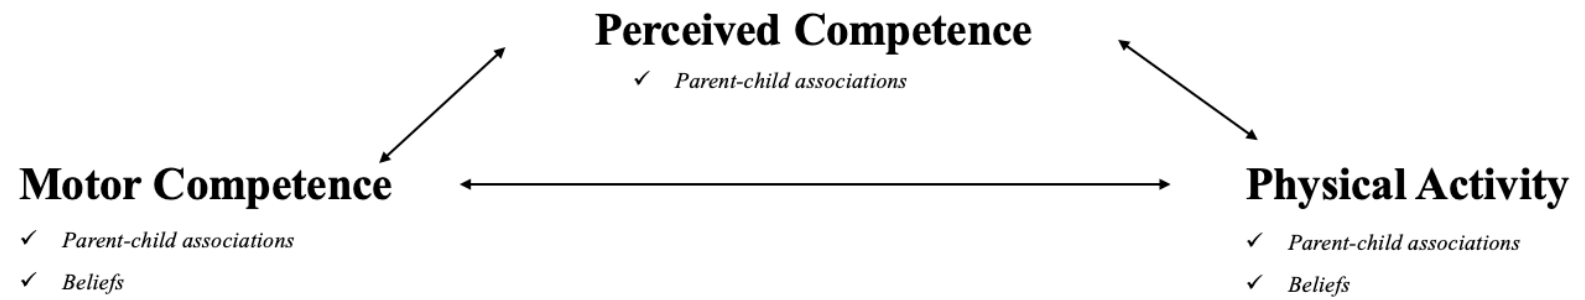 Perceived Competence
✓ Parent-child associations
Motor Competence
✓ Parent-child associations
✓ Beliefs
Physical Activity
✓ Parent-child associations
✓ Beliefs